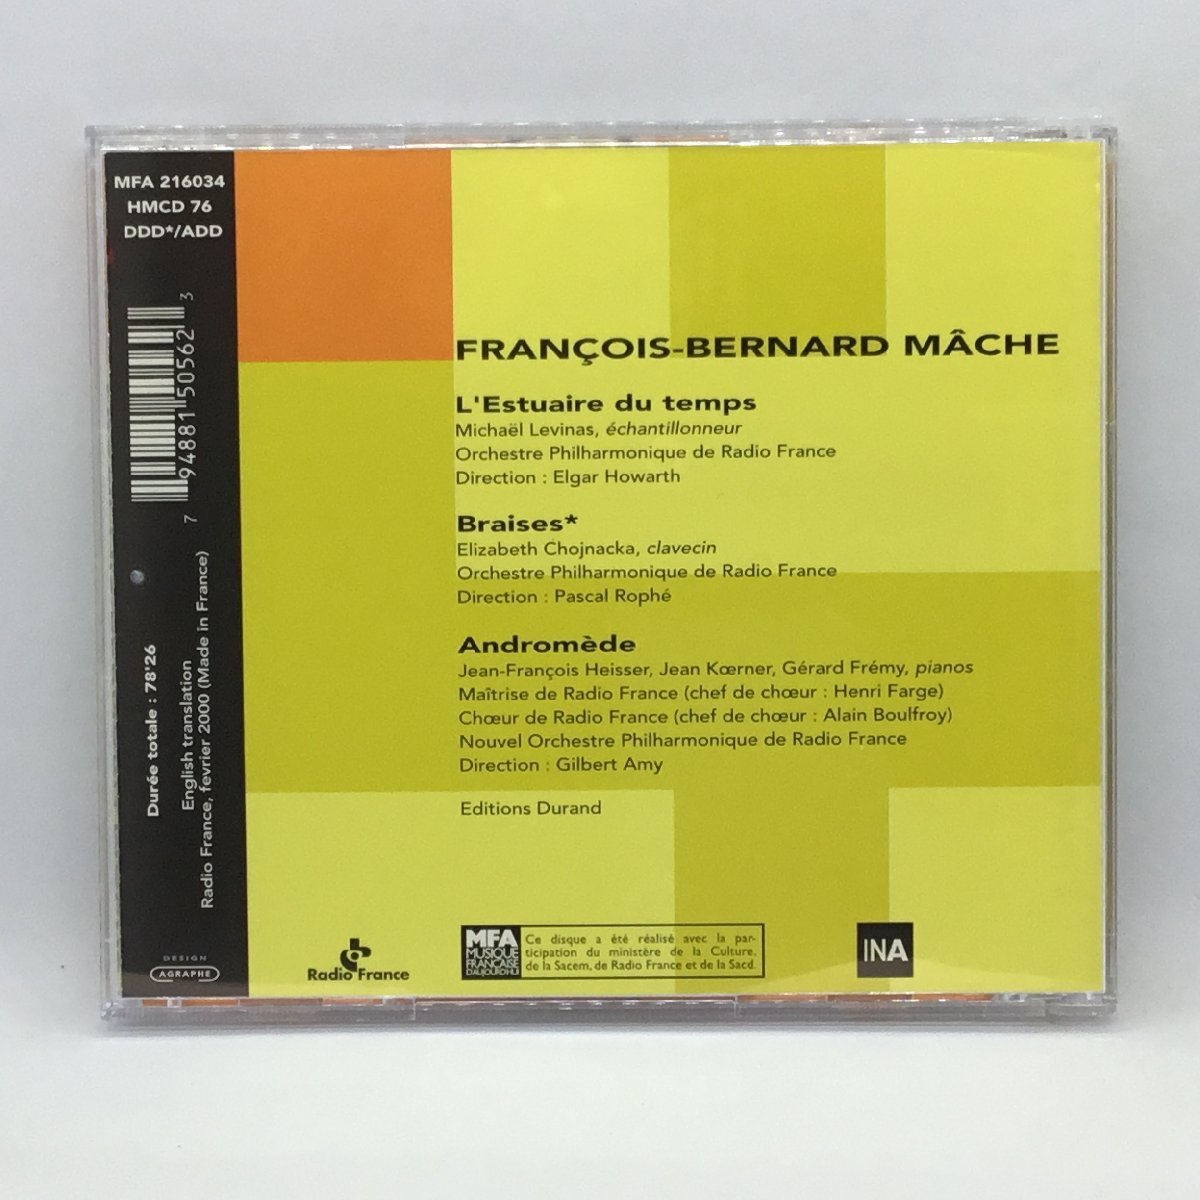 MFA 216034
HMCD 76
DDD*/ADD
7 94881 50562 3
Durée totale : 78'26
English translation
Radio France, fevrier 2000 (Made in France)
DESIGN
AGRAPHE
FRANÇOIS-BERNARD MÂCHE
L'Estuaire du temps
Michaël Levinas, échantillonneur
Orchestre Philharmonique de Radio France
Direction : Elgar Howarth
Braises*
Elizabeth Chojnacka, clavecin
Orchestre Philharmonique de Radio France
Direction : Pascal Rophé
Andromède
Jean-François Heisser, Jean Kœrner, Gérard Frémy, pianos
Maîtrise de Radio France (chef de chœur : Henri Farge)
Chœur de Radio France (chef de chœur : Alain Boulfroy)
Nouvel Orchestre Philharmonique de Radio France
Direction : Gilbert Amy
Editions Durand
Radio France
MFA
MUSIQUE
FRANÇAISE
D'AUJOURD'HUI
Ce disque a été réalisé avec la par-
ticipation du ministère de la Culture,
de la Sacem, de Radio France et de la Sacd.
INA